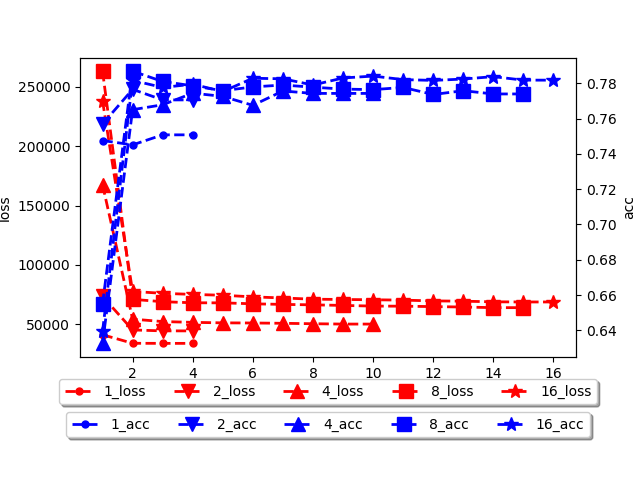 250000
200000
150000
100000
50000
loss
0.78
0.76
0.74
0.72
0.70
0.68
0.66
0.64
acc
2 4 6 8 10 12 14 16
1_loss 2_loss 4_loss 8_loss 16_loss
1_acc 2_acc 4_acc 8_acc 16_acc